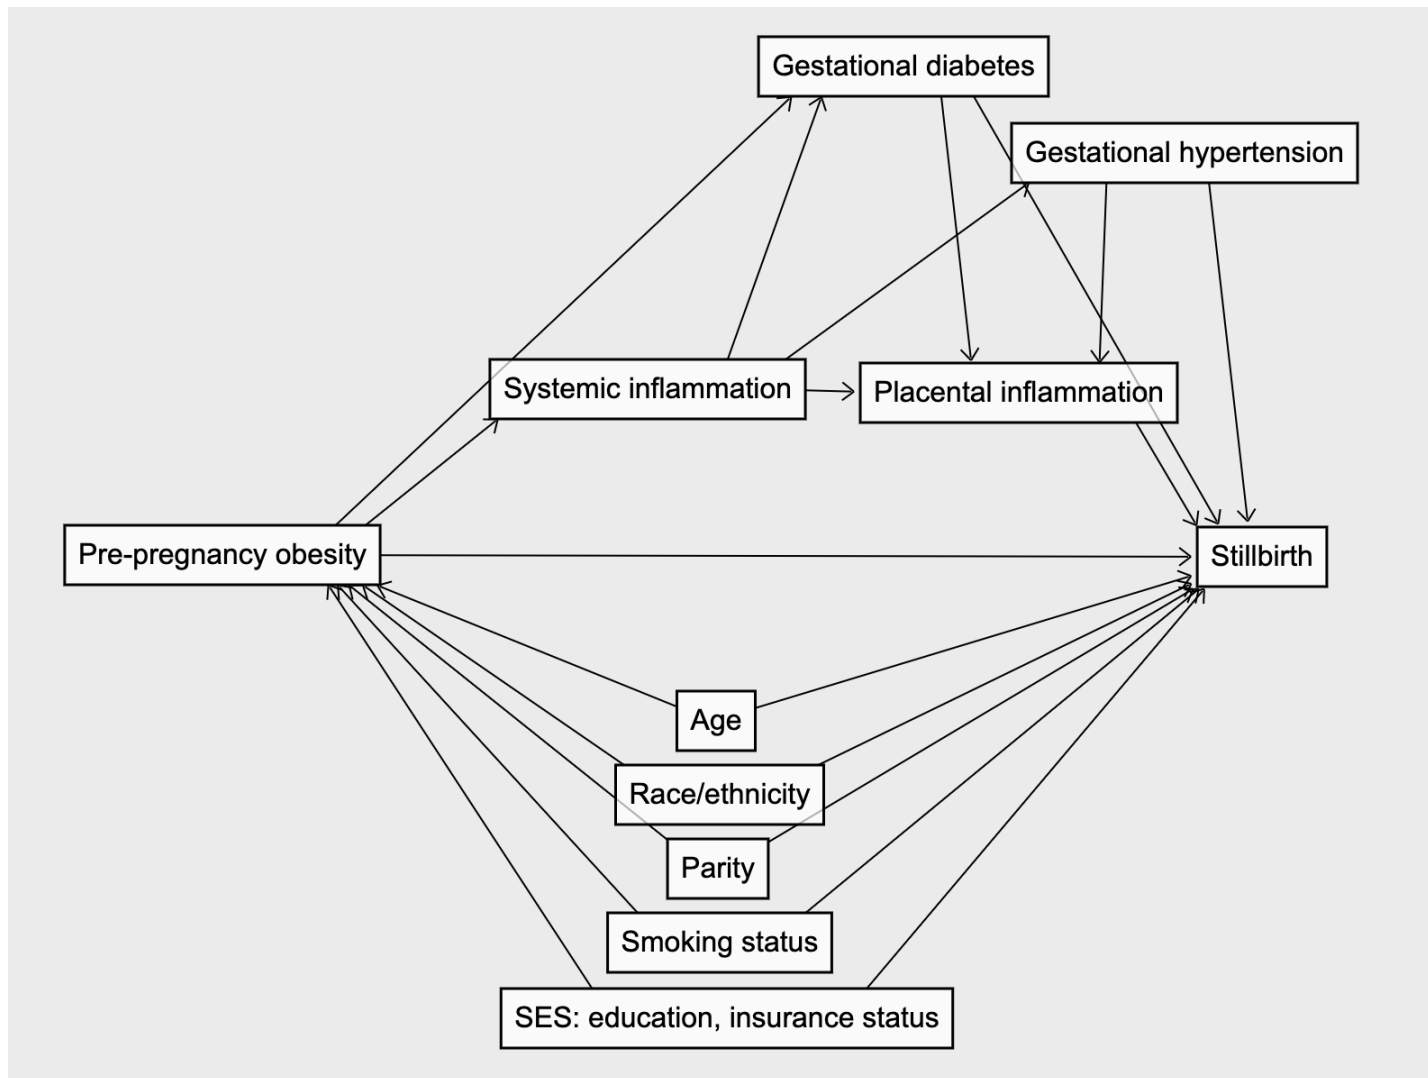 Gestational diabetes
Gestational hypertension
Systemic inflammation
Placental inflammation
Pre-pregnancy obesity
Stillbirth
Age
Race/ethnicity
Parity
Smoking status
SES: education, insurance status